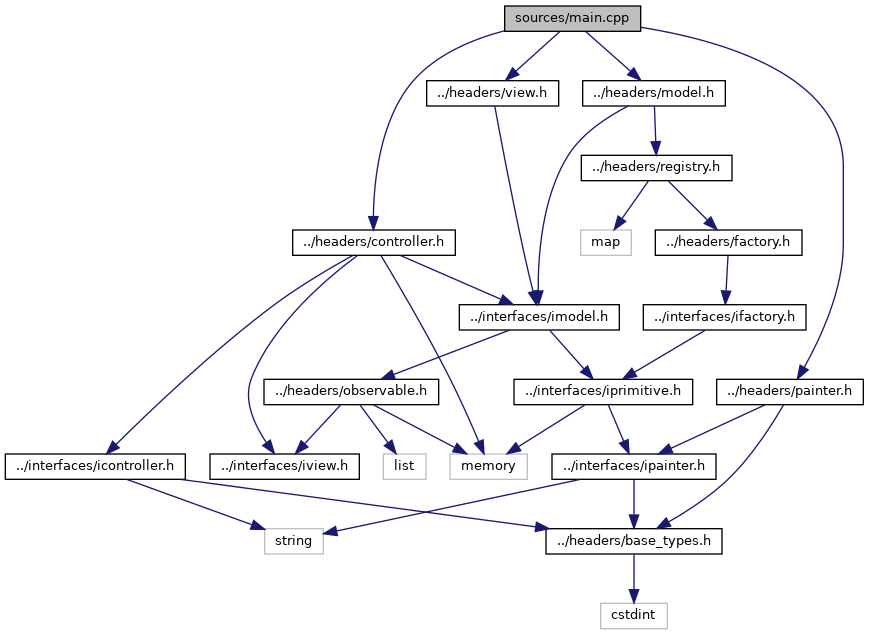 sources/main.cpp
../headers/view.h
../headers/model.h
../headers/registry.h
../headers/controller.h
map
../headers/factory.h
../interfaces/imodel.h
../interfaces/ifactory.h
../headers/observable.h
../interfaces/iprimitive.h
../headers/painter.h
../interfaces/icontroller.h
../interfaces/iview.h
list
memory
../interfaces/ipainter.h
string
../headers/base_types.h
cstdint